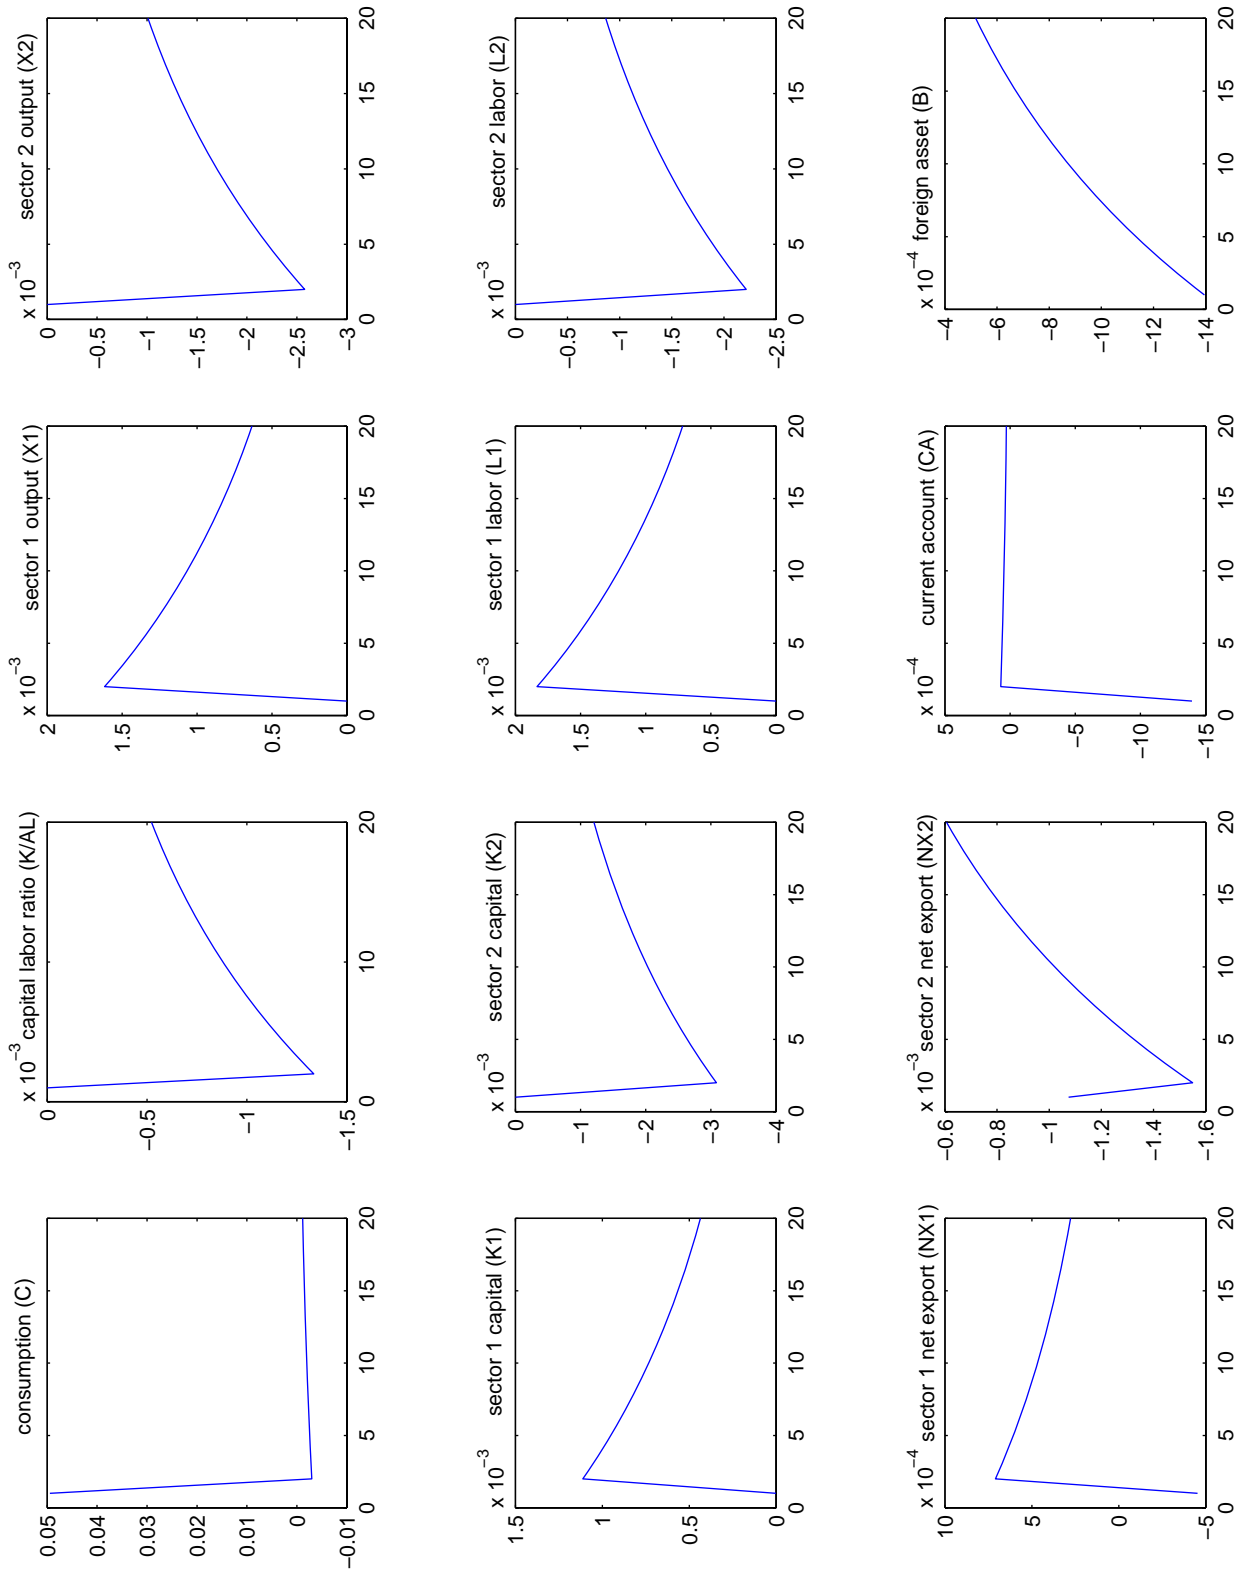 consumption (C)
0.05
0.04
0.03
0.02
0.01
0
−0.01
0 5 10 15 20
x 10−3 capital labor ratio (K/AL)
0
−0.5
−1
−1.5
0 10 20
x 10−3 sector 1 output (X1)
2
1.5
1
0.5
0
0 5 10 15 20
x 10−3 sector 2 output (X2)
0
−0.5
−1
−1.5
−2
−2.5
−3
0 5 10 15 20
x 10−3 sector 1 capital (K1)
1.5
1
0.5
0
0 5 10 15 20
x 10−3 sector 2 capital (K2)
0
−1
−2
−3
−4
0 5 10 15 20
x 10−3 sector 1 labor (L1)
2
1.5
1
0.5
0
0 5 10 15 20
x 10−3 sector 2 labor (L2)
0
−0.5
−1
−1.5
−2
−2.5
0 5 10 15 20
x 10−4 sector 1 net export (NX1)
10
5
0
−5
0 5 10 15 20
x 10−3 sector 2 net export (NX2)
−0.6
−0.8
−1
−1.2
−1.4
−1.6
0 5 10 15 20
x 10−4 current account (CA)
5
0
−5
−10
−15
0 5 10 15 20
x 10−4 foreign asset (B)
−4
−6
−8
−10
−12
−14
0 5 10 15 20